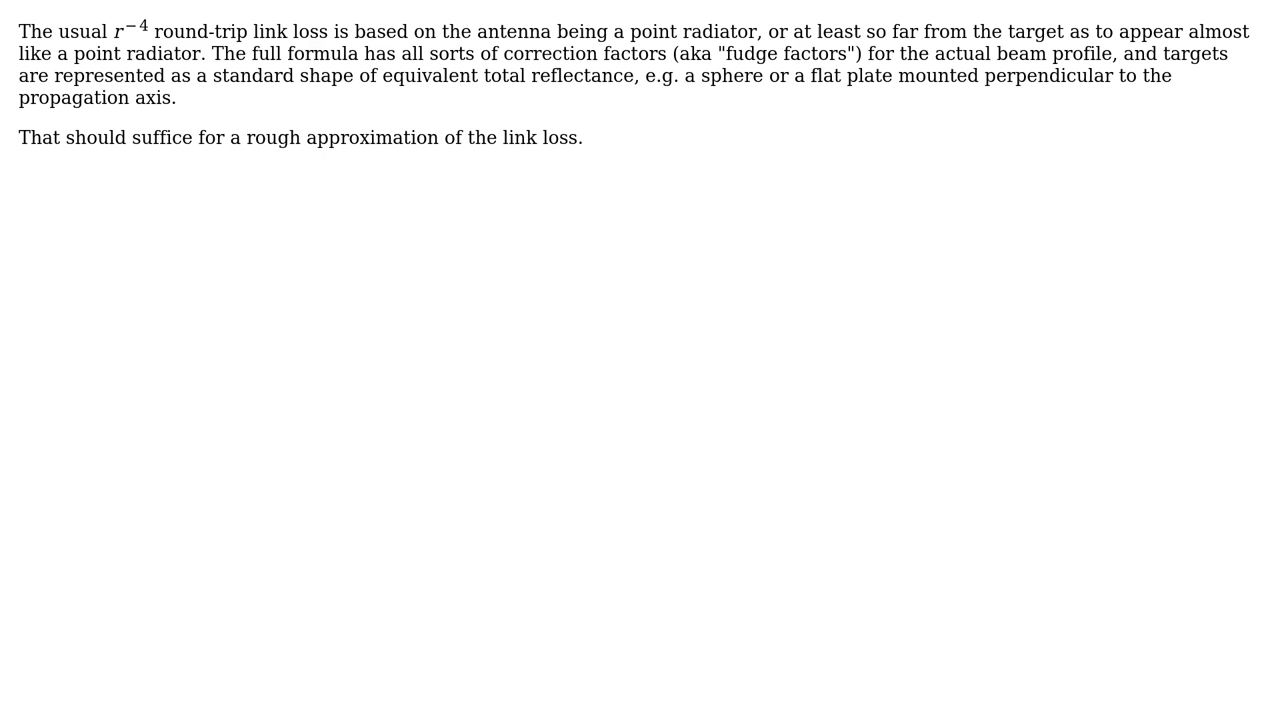 The usual r⁻⁴ round-trip link loss is based on the antenna being a point radiator, or at least so far from the target as to appear almost
like a point radiator. The full formula has all sorts of correction factors (aka "fudge factors") for the actual beam profile, and targets
are represented as a standard shape of equivalent total reflectance, e.g. a sphere or a flat plate mounted perpendicular to the
propagation axis.
That should suffice for a rough approximation of the link loss.